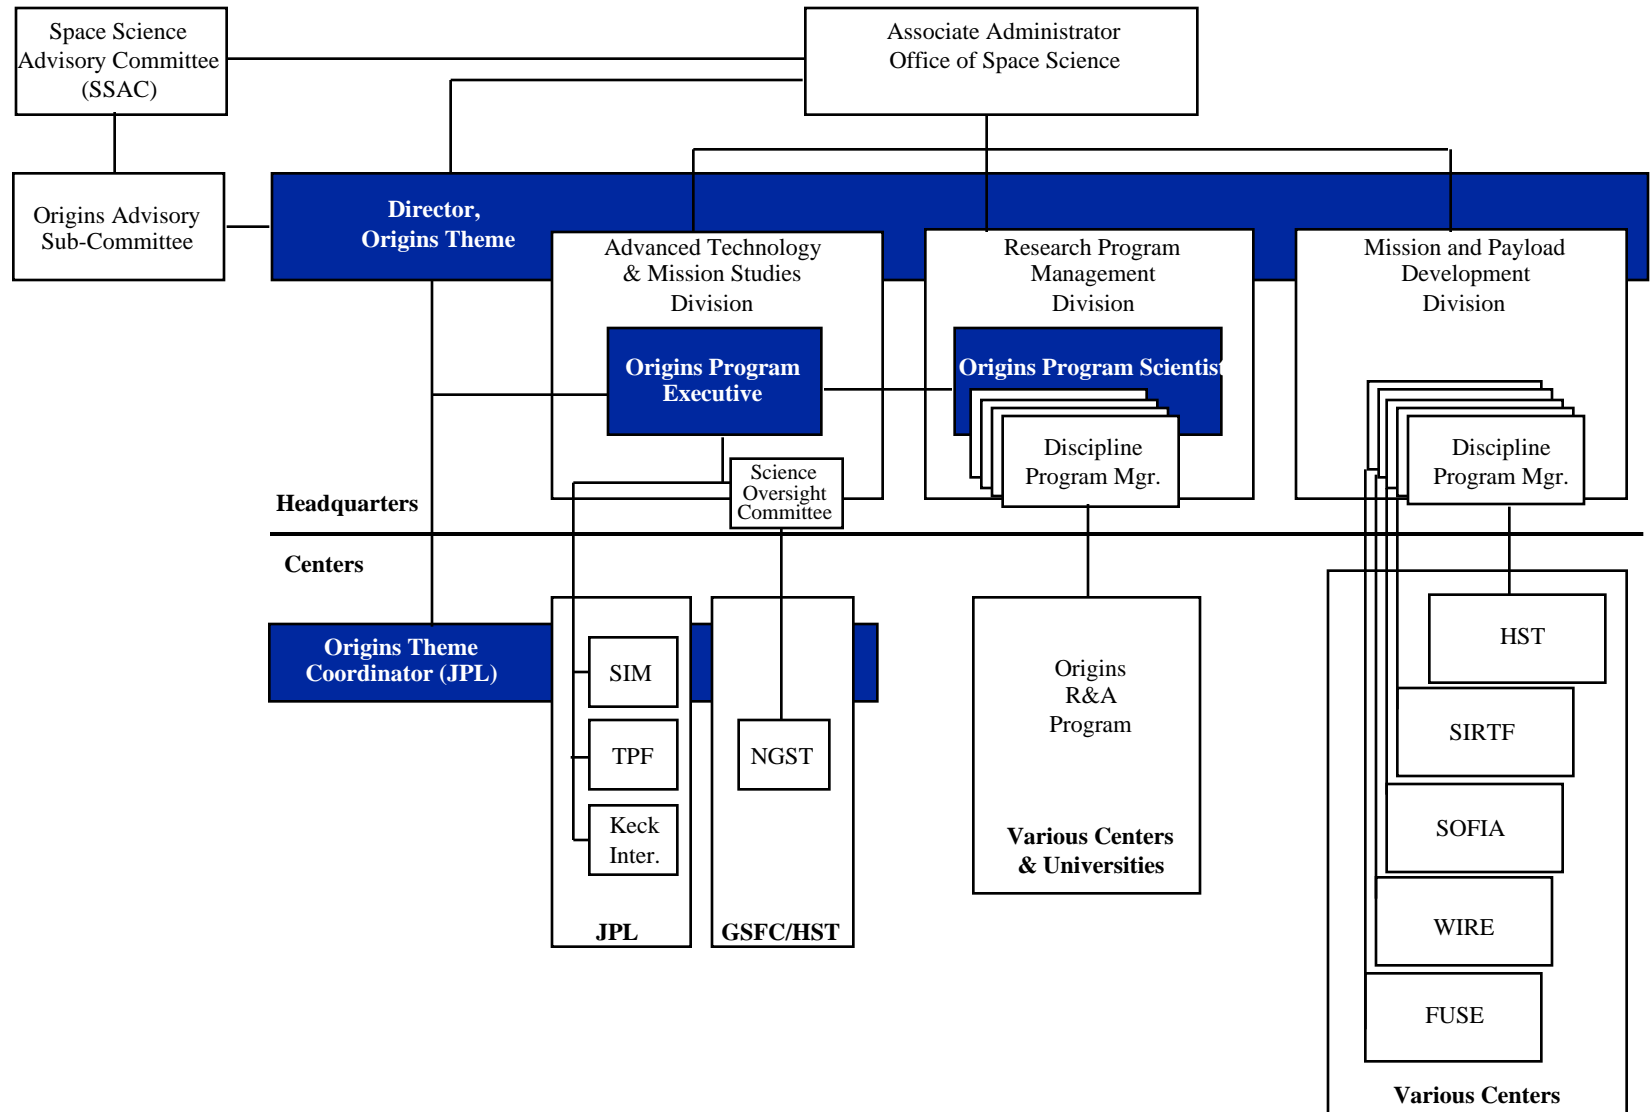 Space Science
Advisory Committee
(SSAC)
Associate Administrator
Office of Space Science
Origins Advisory
Sub-Committee
Director,
Origins Theme
Advanced Technology
& Mission Studies
Division
Research Program
Management
Division
Mission and Payload
Development
Division
Origins Program
Executive
Origins Program Scientist
Discipline
Program Mgr.
Discipline
Program Mgr.
Science
Oversight
Committee
Headquarters
Centers
Origins Theme
Coordinator (JPL)
SIM
TPF
Keck
Inter.
JPL
NGST
GSFC/HST
Origins
R&A
Program
Various Centers
& Universities
HST
SIRTF
SOFIA
WIRE
FUSE
Various Centers